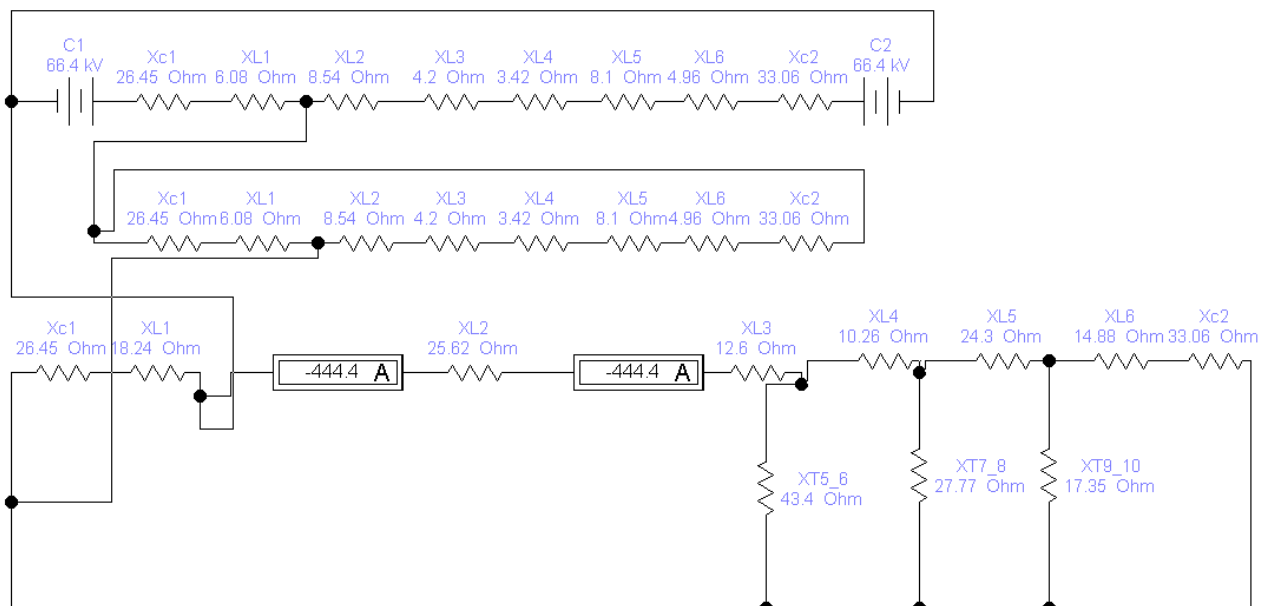 C1
66.4 kV
Xc1
26.45 Ohm
XL1
6.08 Ohm
XL2
8.54 Ohm
XL3
4.2 Ohm
XL4
3.42 Ohm
XL5
8.1 Ohm
XL6
4.96 Ohm
Xc2
33.06 Ohm
C2
66.4 kV
Xc1
26.45 Ohm
XL1
6.08 Ohm
XL2
8.54 Ohm
XL3
4.2 Ohm
XL4
3.42 Ohm
XL5
8.1 Ohm
XL6
4.96 Ohm
Xc2
33.06 Ohm
Xc1
26.45 Ohm
XL1
18.24 Ohm
-444.4 A
XL2
25.62 Ohm
-444.4 A
XL3
12.6 Ohm
XL4
10.26 Ohm
XL5
24.3 Ohm
XL6
14.88 Ohm
Xc2
33.06 Ohm
XT5_6
43.4 Ohm
XT7_8
27.77 Ohm
XT9_10
17.35 Ohm